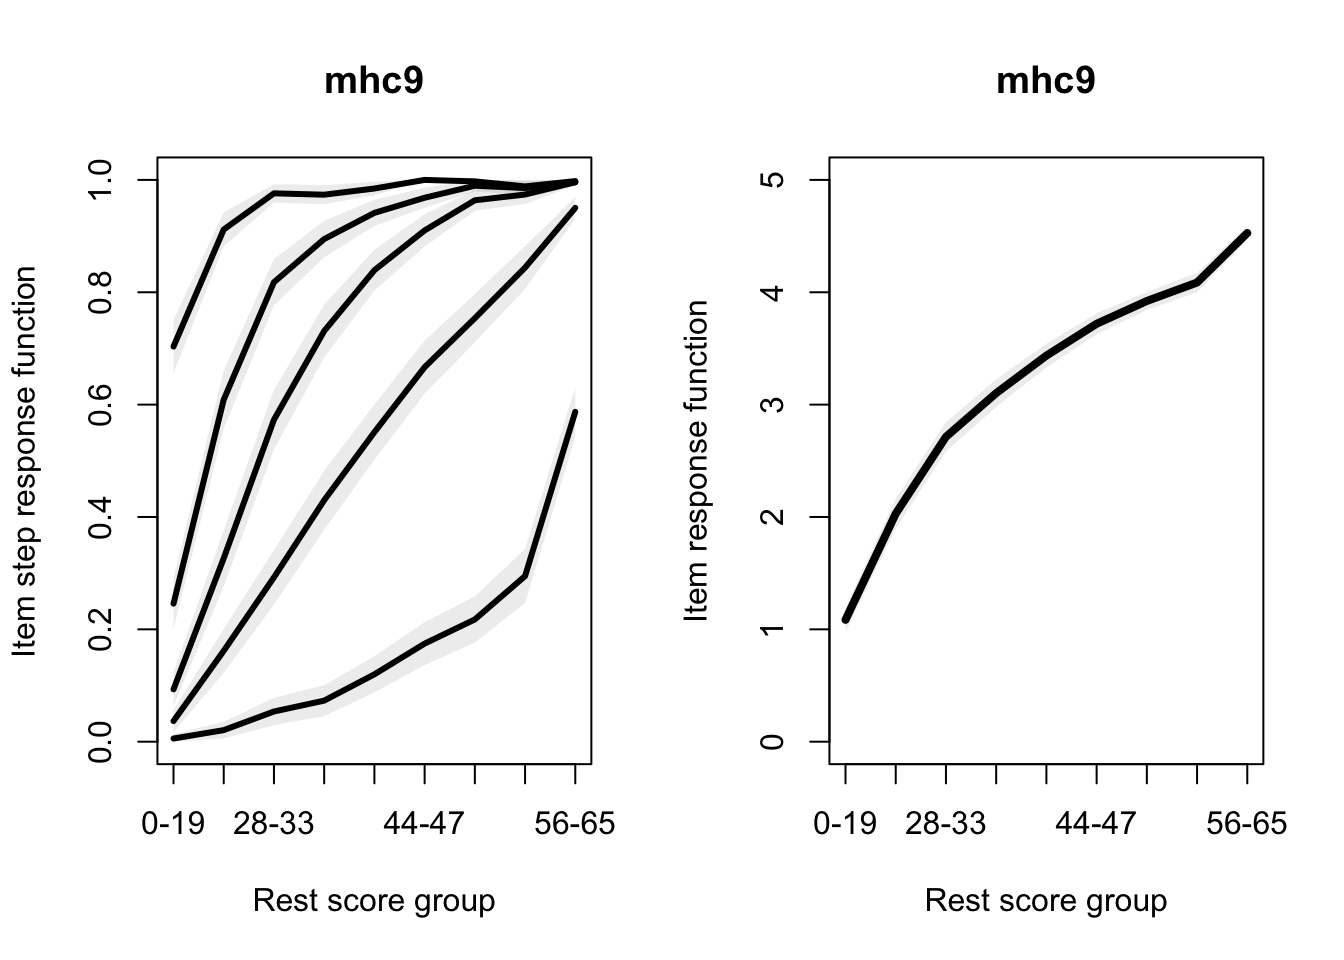 mhc9
Item step response function
1.0
0.8
0.6
0.4
0.2
0.0
0-19 28-33 44-47 56-65
Rest score group
mhc9
Item response function
5
4
3
2
1
0
0-19 28-33 44-47 56-65
Rest score group